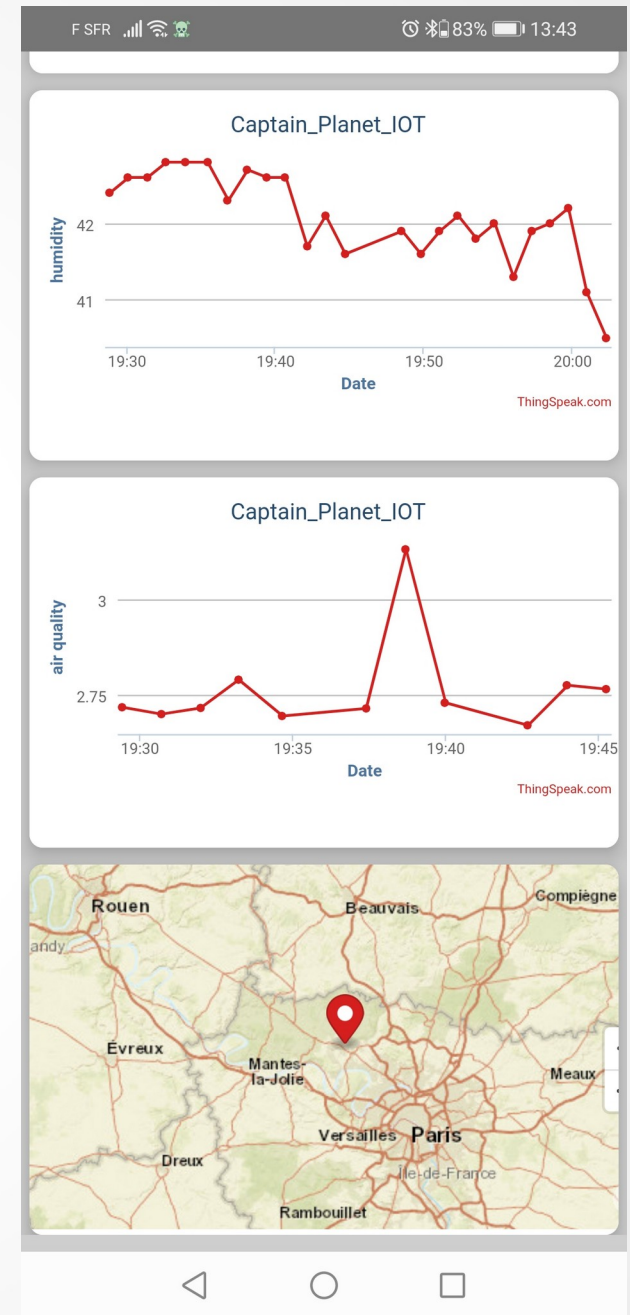 F SFR 83% 13:43
Captain_Planet_IOT
humidity
42
41
19:30 19:40 19:50 20:00
Date
ThingSpeak.com
Captain_Planet_IOT
air quality
3
2.75
19:30 19:35 19:40 19:45
Date
ThingSpeak.com
Rouen
Beauvais
Compiègne
andy
Évreux
Mantes-
la-Jolie
Meaux
Versailles Paris
Dreux
Île-de-France
Rambouillet